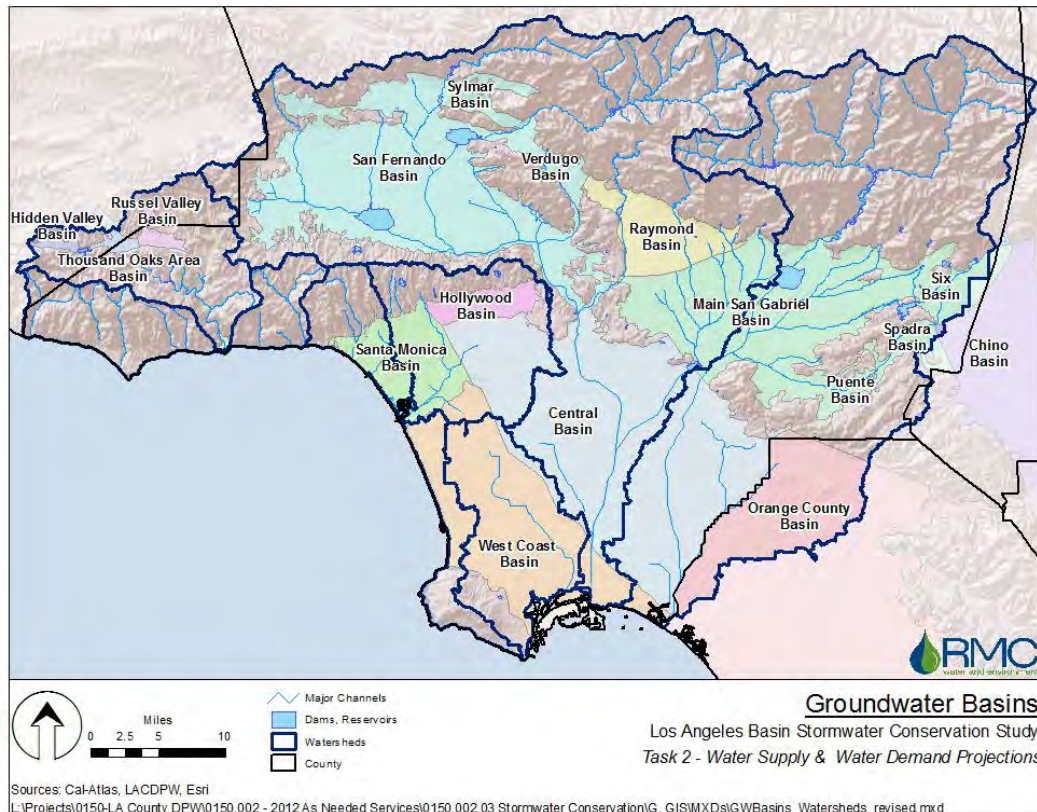 Sylmar
Basin
San Fernando
Basin
Verdugo
Basin
Russel Valley
Basin
Hidden Valley
Basin
Thousand Oaks Area
Basin
Raymond
Basin
Hollywood
Basin
Main San Gabriel
Basin
Six
Basin
Spadra
Basin
Chino
Basin
Santa Monica
Basin
Puente
Basin
Central
Basin
Orange County
Basin
West Coast
Basin
RMC
water and environment
Miles
0 2.5 5 10
Major Channels
Dams, Reservoirs
Watersheds
County
Groundwater Basins
Los Angeles Basin Stormwater Conservation Study
Task 2 - Water Supply & Water Demand Projections
Sources: Cal-Atlas, LACDPW, Esri
L:\Projects\0150-LA County DPW\0150.002 - 2012 As Needed Services\0150.002.03 Stormwater Conservation\G. GIS\MXDs\GWBasins_Watersheds_revised.mxd